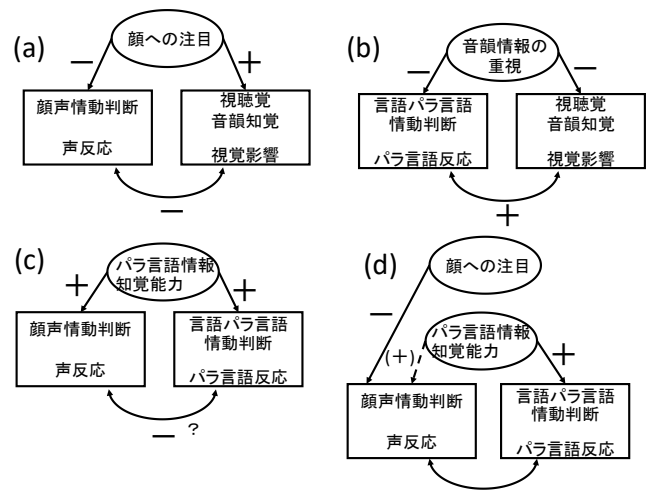 (a)
顔への注目
－
＋
顔声情動判断
声反応
視聴覚
音韻知覚
視覚影響
－
(b)
音韻情報の
重視
－
－
言語パラ言語
情動判断
パラ言語反応
視聴覚
音韻知覚
視覚影響
＋
(c)
パラ言語情報
知覚能力
＋
＋
顔声情動判断
声反応
言語パラ言語
情動判断
パラ言語反応
－ ?
(d)
顔への注目
－
パラ言語情報
知覚能力
(＋)
＋
顔声情動判断
声反応
言語パラ言語
情動判断
パラ言語反応